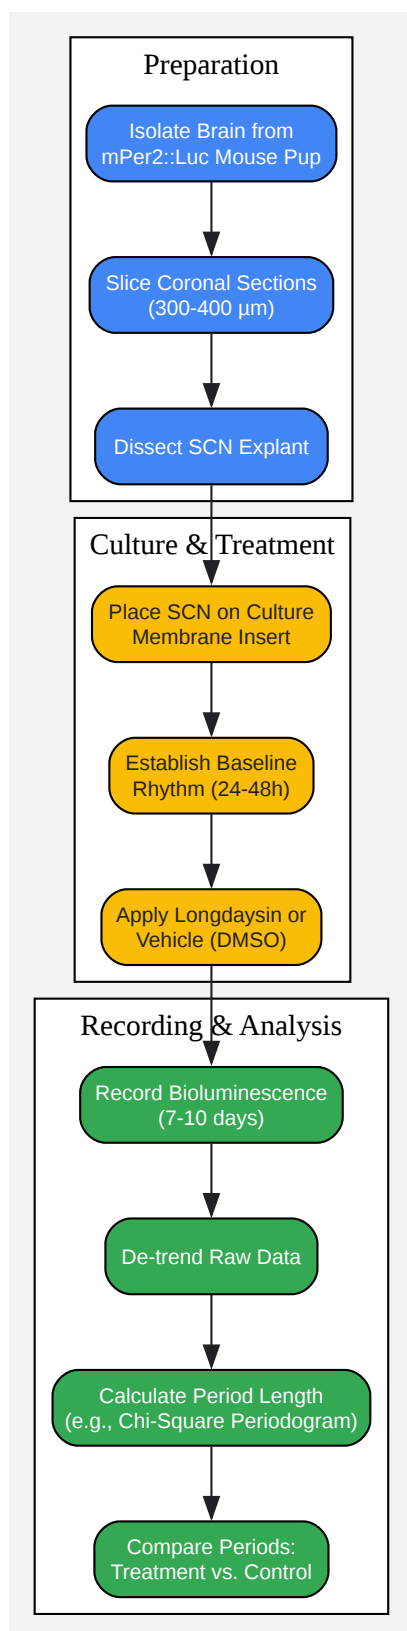 Preparation
Isolate Brain from
mPer2::Luc Mouse Pup
Slice Coronal Sections
(300-400 µm)
Dissect SCN Explant
Culture & Treatment
Place SCN on Culture
Membrane Insert
Establish Baseline
Rhythm (24-48h)
Apply Longdaysin or
Vehicle (DMSO)
Recording & Analysis
Record Bioluminescence
(7-10 days)
De-trend Raw Data
Calculate Period Length
(e.g., Chi-Square Periodogram)
Compare Periods:
Treatment vs. Control